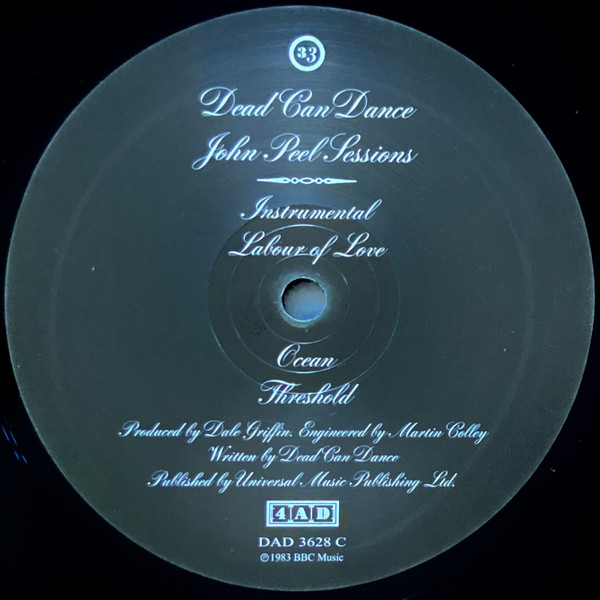 33
Dead Can Dance
John Peel Sessions
Instrumental
Labour of Love
Ocean
Threshold
Produced by Dale Griffin. Engineered by Martin Colley
Written by Dead Can Dance
Published by Universal Music Publishing Ltd.
4AD
DAD 3628 C
℗1983 BBC Music